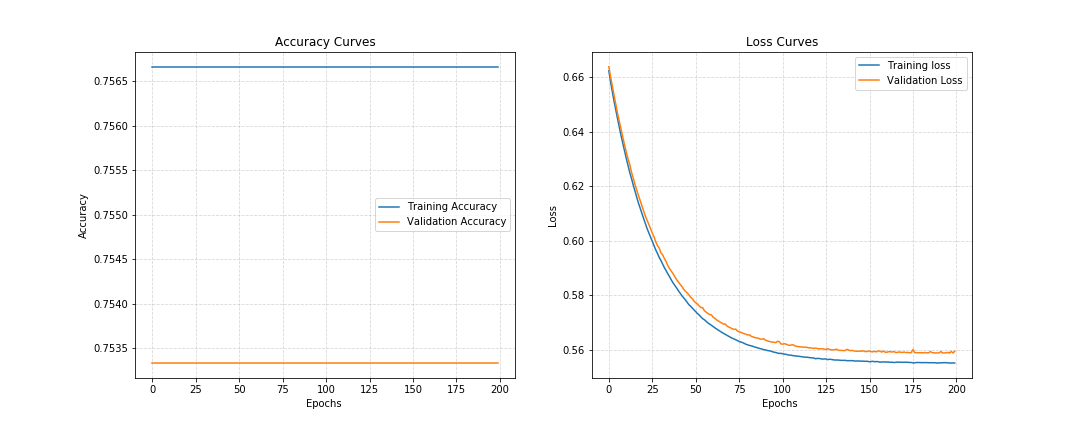 Accuracy Curves
Accuracy
0.7565
0.7560
0.7555
0.7550
0.7545
0.7540
0.7535
Training Accuracy
Validation Accuracy
0 25 50 75 100 125 150 175 200
Epochs
Loss Curves
Loss
0.66
0.64
0.62
0.60
0.58
0.56
Training loss
Validation Loss
0 25 50 75 100 125 150 175 200
Epochs